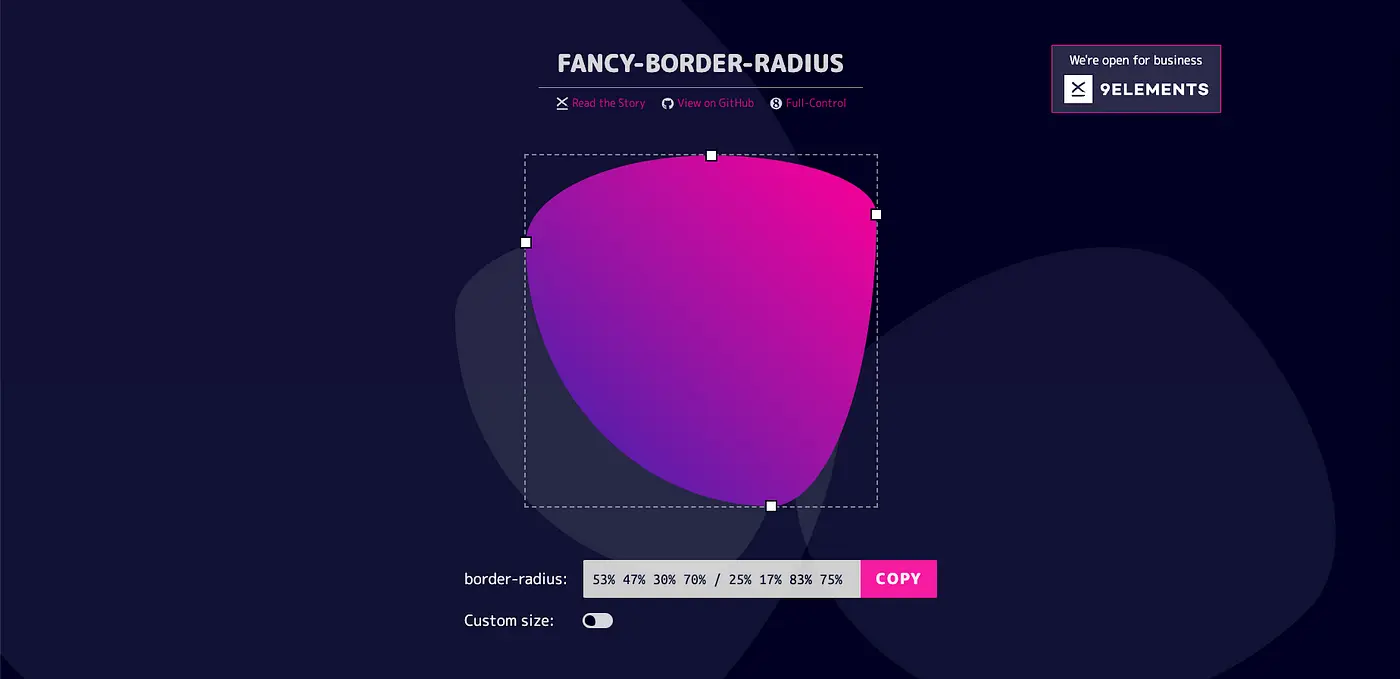 FANCY-BORDER-RADIUS
Read the Story View on GitHub 8 Full-Control
We're open for business
9ELEMENTS
border-radius: 53% 47% 30% 70% / 25% 17% 83% 75% COPY
Custom size: